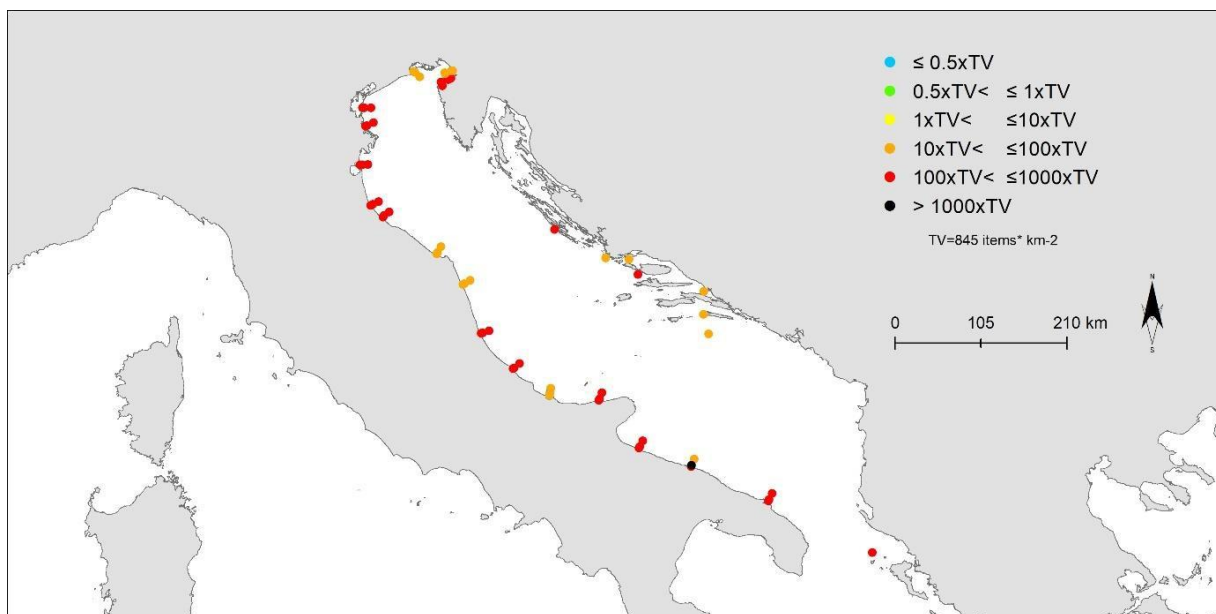 ≤ 0.5xTV
0.5xTV< ≤ 1xTV
1xTV< ≤10xTV
10xTV< ≤100xTV
100xTV< ≤1000xTV
> 1000xTV
TV=845 items* km-2
N
0 105 210 km
S